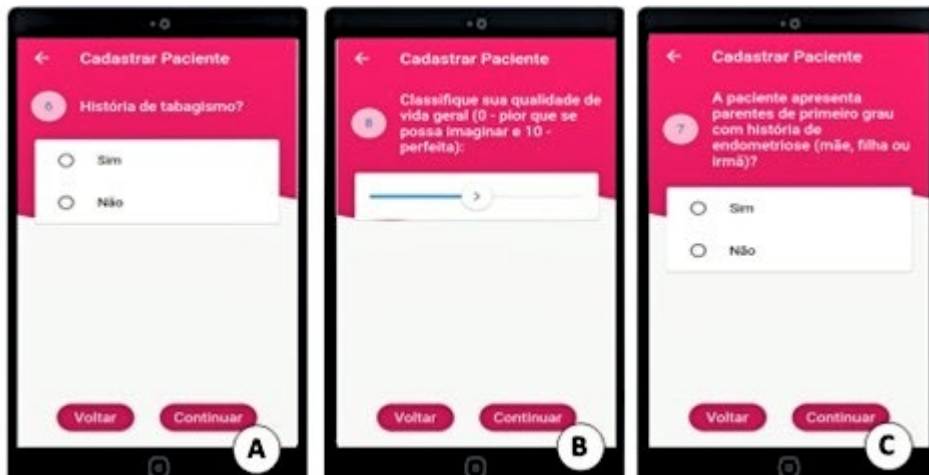 Cadastrar Paciente
6
História de tabagismo?
Sim
Não
Voltar
Continuar
A
Cadastrar Paciente
8
Classifique sua qualidade de
vida geral (0 - pior que se
possa imaginar e 10 -
perfeita):
Voltar
Continuar
B
Cadastrar Paciente
7
A paciente apresenta
parentes de primeiro grau
com história de
endometriose (mãe, filha ou
irmã)?
Sim
Não
Voltar
Continuar
C